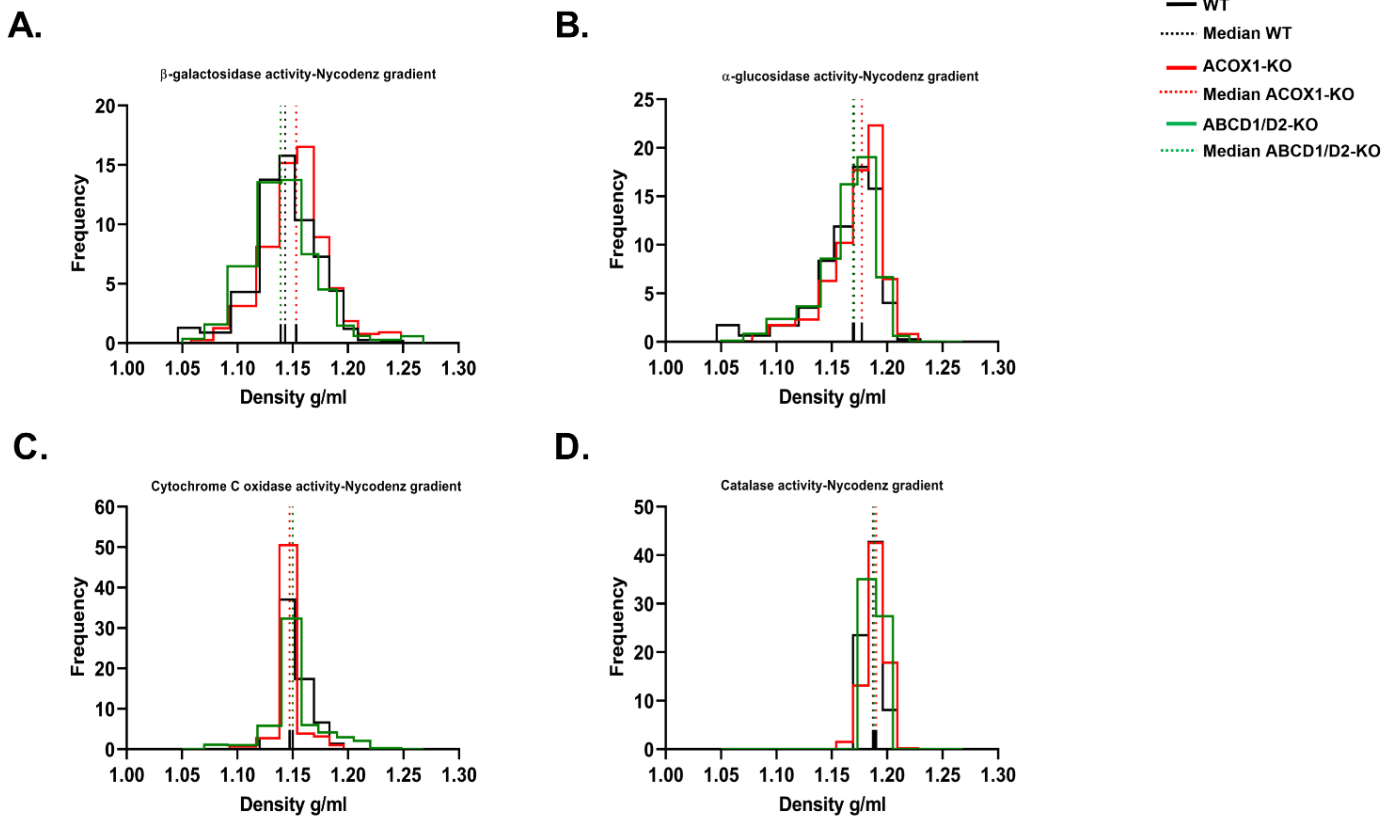 WT
Median WT
ACOX1-KO
Median ACOX1-KO
ABCD1/D2-KO
Median ABCD1/D2-KO
A.
β-galactosidase activity-Nycodenz gradient
Frequency
20
15
10
5
0
1.00 1.05 1.10 1.15 1.20 1.25 1.30
Density g/ml
B.
α-glucosidase activity-Nycodenz gradient
Frequency
25
20
15
10
5
0
1.00 1.05 1.10 1.15 1.20 1.25 1.30
Density g/ml
C.
Cytochrome C oxidase activity-Nycodenz gradient
Frequency
60
50
40
30
20
10
0
1.00 1.05 1.10 1.15 1.20 1.25 1.30
Density g/ml
D.
Catalase activity-Nycodenz gradient
Frequency
50
40
30
20
10
0
1.00 1.05 1.10 1.15 1.20 1.25 1.30
Density g/ml